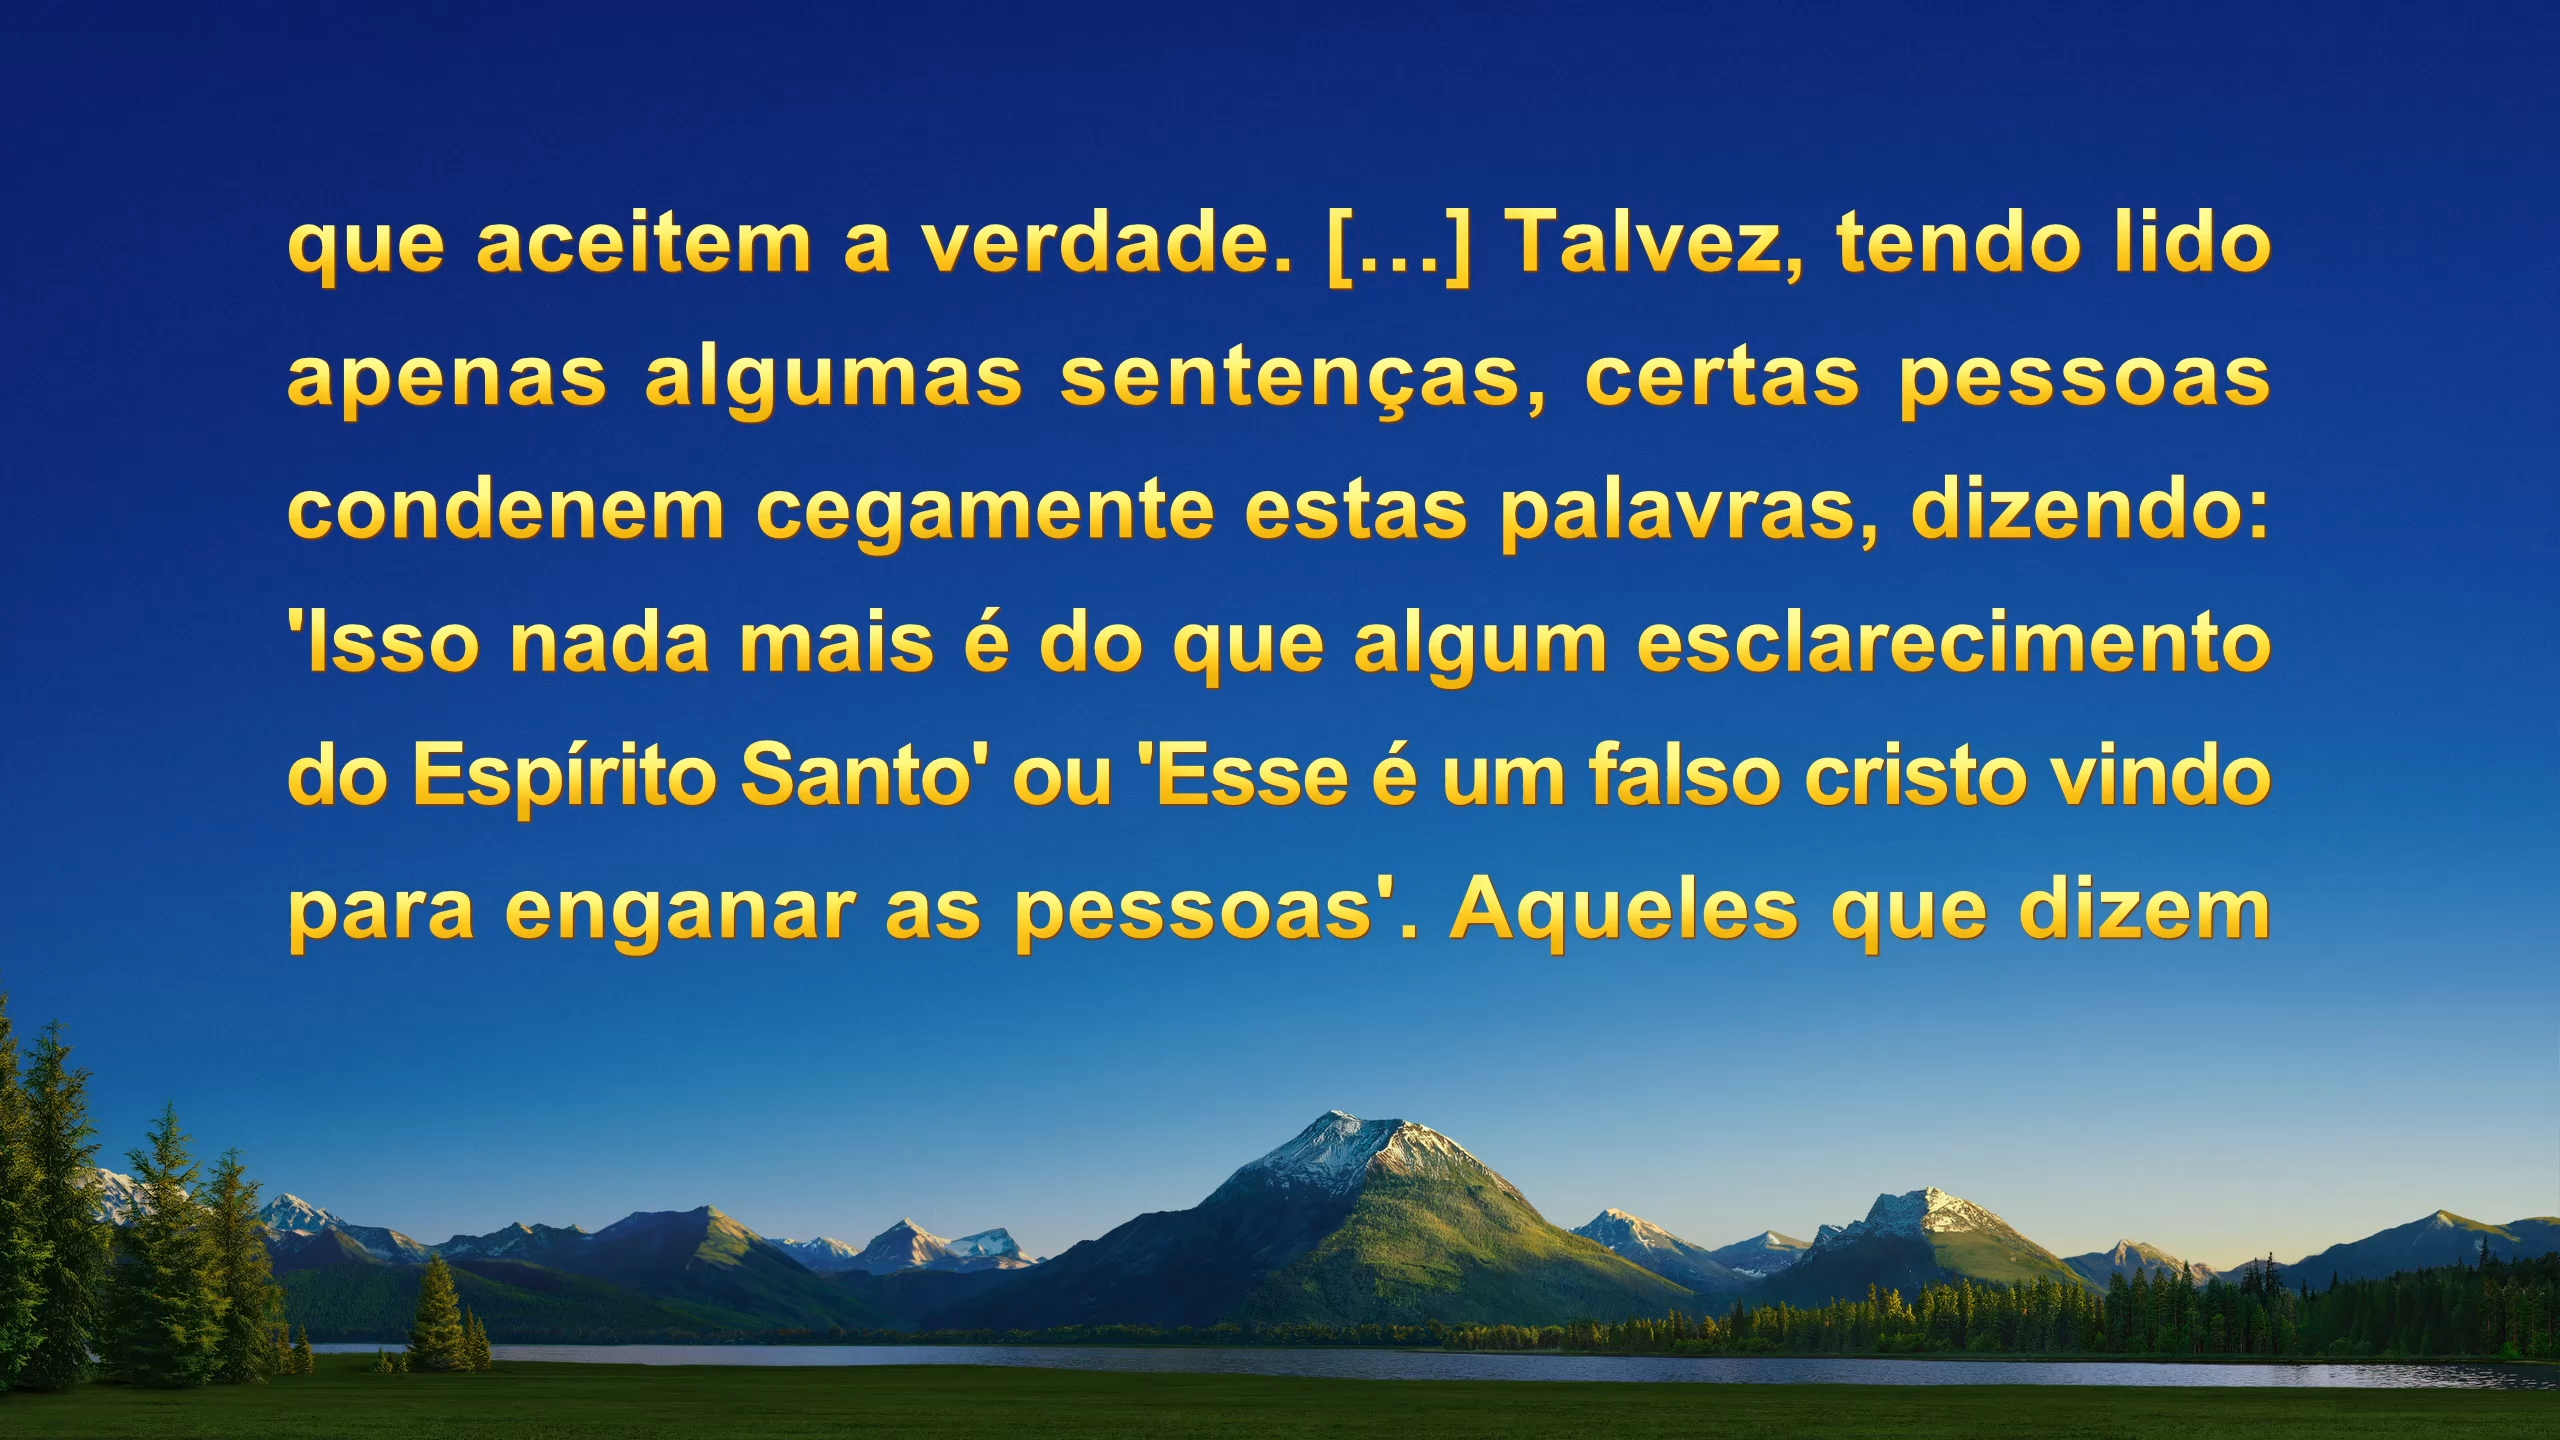 que aceitem a verdade. […] Talvez, tendo lido
apenas algumas sentenças, certas pessoas
condenem cegamente estas palavras, dizendo:
'Isso nada mais é do que algum esclarecimento
do Espírito Santo' ou 'Esse é um falso cristo vindo
para enganar as pessoas'. Aqueles que dizem